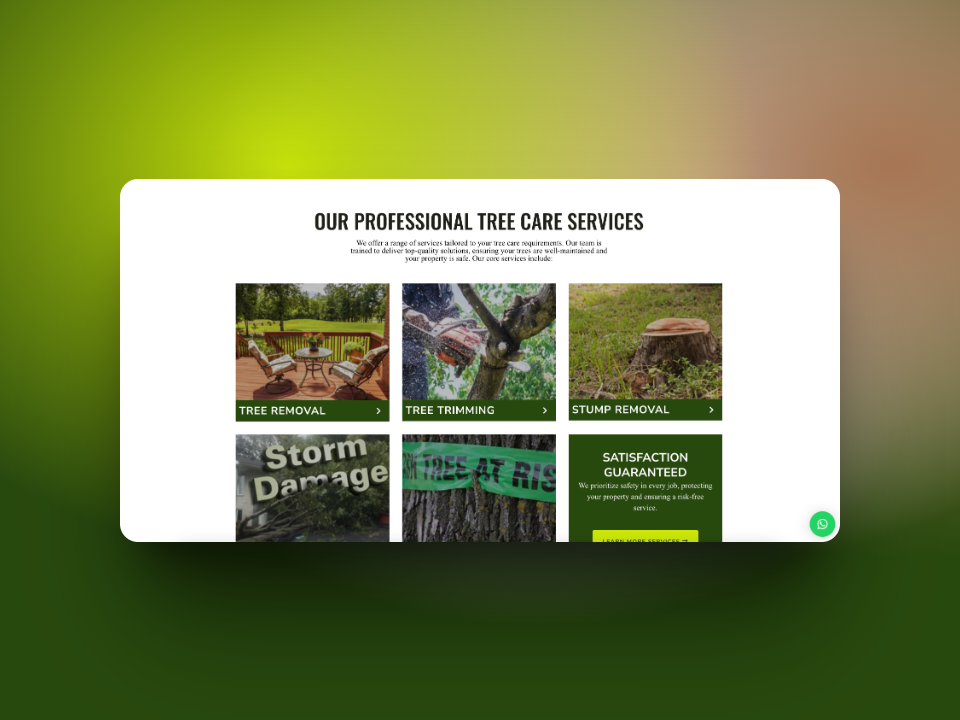 OUR PROFESSIONAL TREE CARE SERVICES
We offer a range of services tailored to your tree care requirements. Our team is
trained to deliver top-quality solutions, ensuring your trees are well-maintained and
your property is safe. Our core services include:
TREE REMOVAL
TREE TRIMMING
STUMP REMOVAL
Storm
Damage
TREE AT RIS
SATISFACTION
GUARANTEED
We prioritize safety in every job, protecting
your property and ensuring a risk-free
service.
LEARN MORE SERVICES